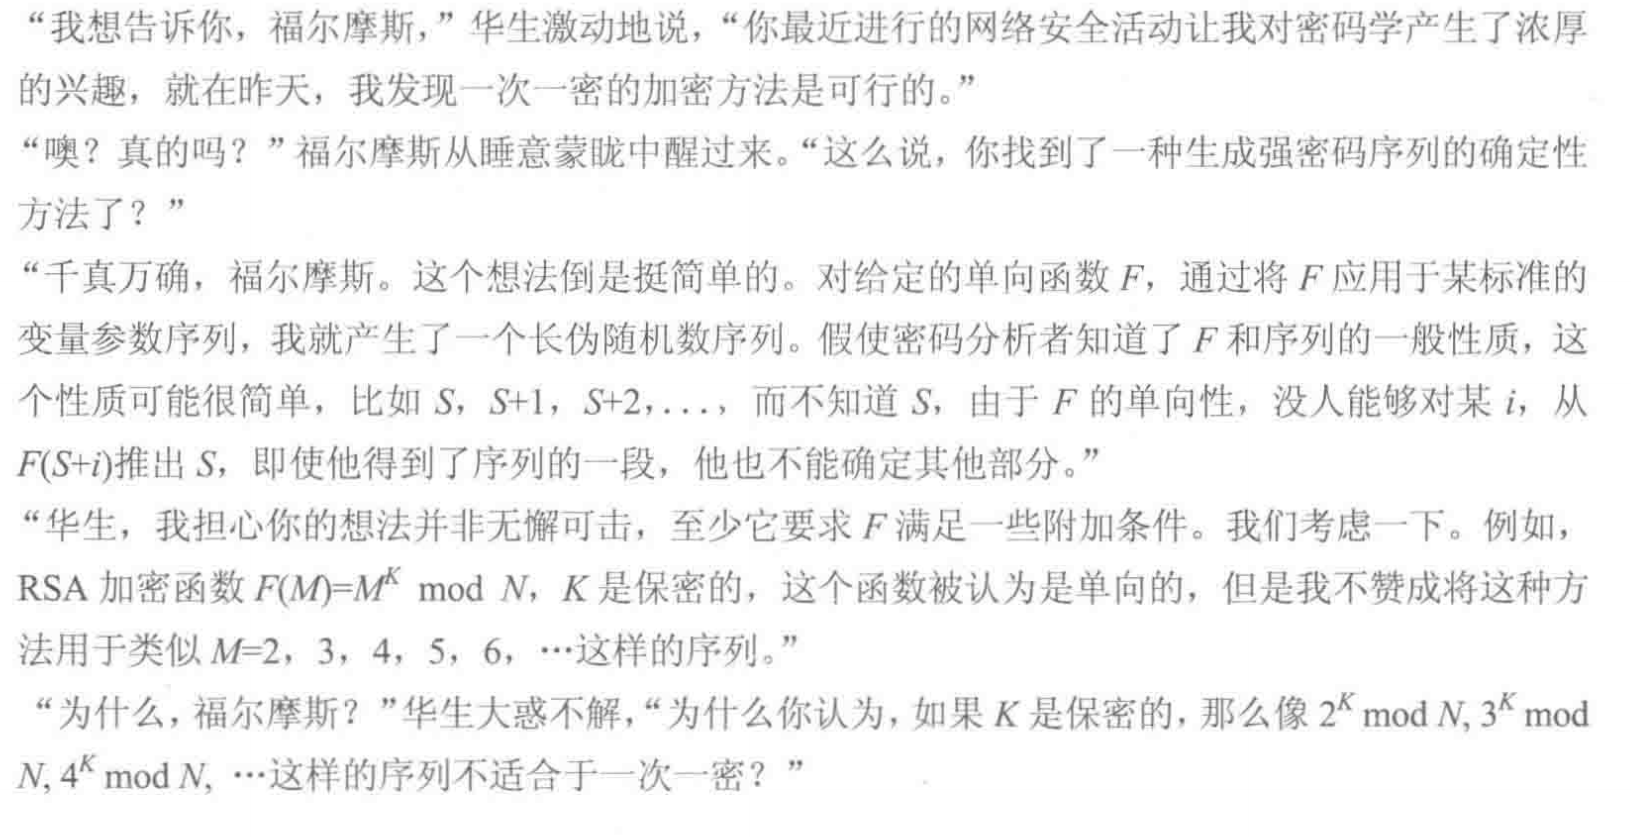 “我想告诉你，福尔摩斯，”华生激动地说，“你最近进行的网络安全活动让我对密码学产生了浓厚
的兴趣，就在昨天，我发现一次一密的加密方法是可行的。”
“噢？真的吗？”福尔摩斯从睡意蒙眬中醒过来。“这么说，你找到了一种生成强密码序列的确定性
方法了？”
“千真万确，福尔摩斯。这个想法倒是挺简单的。对给定的单向函数 F，通过将 F 应用于某标准的
变量参数序列，我就产生了一个长伪随机数序列。假使密码分析者知道了 F 和序列的一般性质，这
个性质可能很简单，比如 S，S+1，S+2,...，而不知道 S，由于 F 的单向性，没人能够对某 i，从
F(S+i)推出 S，即使他得到了序列的一段，他也不能确定其他部分。”
“华生，我担心你的想法并非无懈可击，至少它要求 F 满足一些附加条件。我们考虑一下。例如，
RSA 加密函数 F(M)=M^K mod N，K 是保密的，这个函数被认为是单向的，但是我不赞成将这种方
法用于类似 M=2，3，4，5，6，…这样的序列。”
“为什么，福尔摩斯？”华生大惑不解，“为什么你认为，如果 K 是保密的，那么像 2^K mod N, 3^K mod
N, 4^K mod N, …这样的序列不适合于一次一密？”